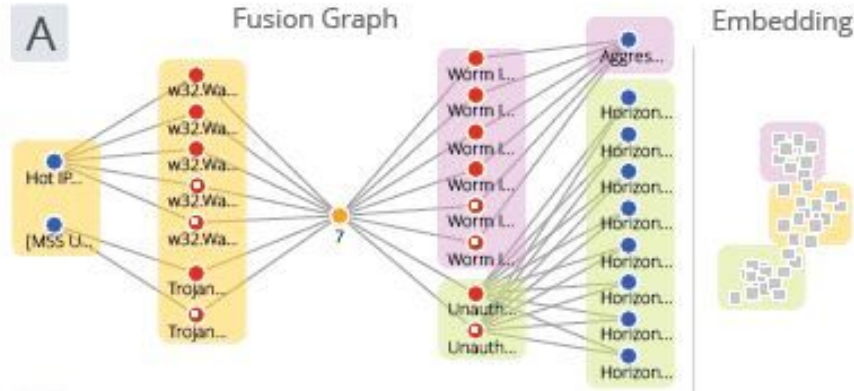 A
Fusion Graph
Embedding
Hot IP...
[MSS U...
w32.Wa...
w32.Wa...
w32.Wa...
w32.Wa...
w32.Wa...
Trojan...
Trojan...
7
Worm I...
Worm I...
Worm I...
Worm I...
Worm I...
Worm I...
Unauth...
Unauth...
Aggres...
Horizon...
Horizon...
Horizon...
Horizon...
Horizon...
Horizon...
Horizon...
Horizon...